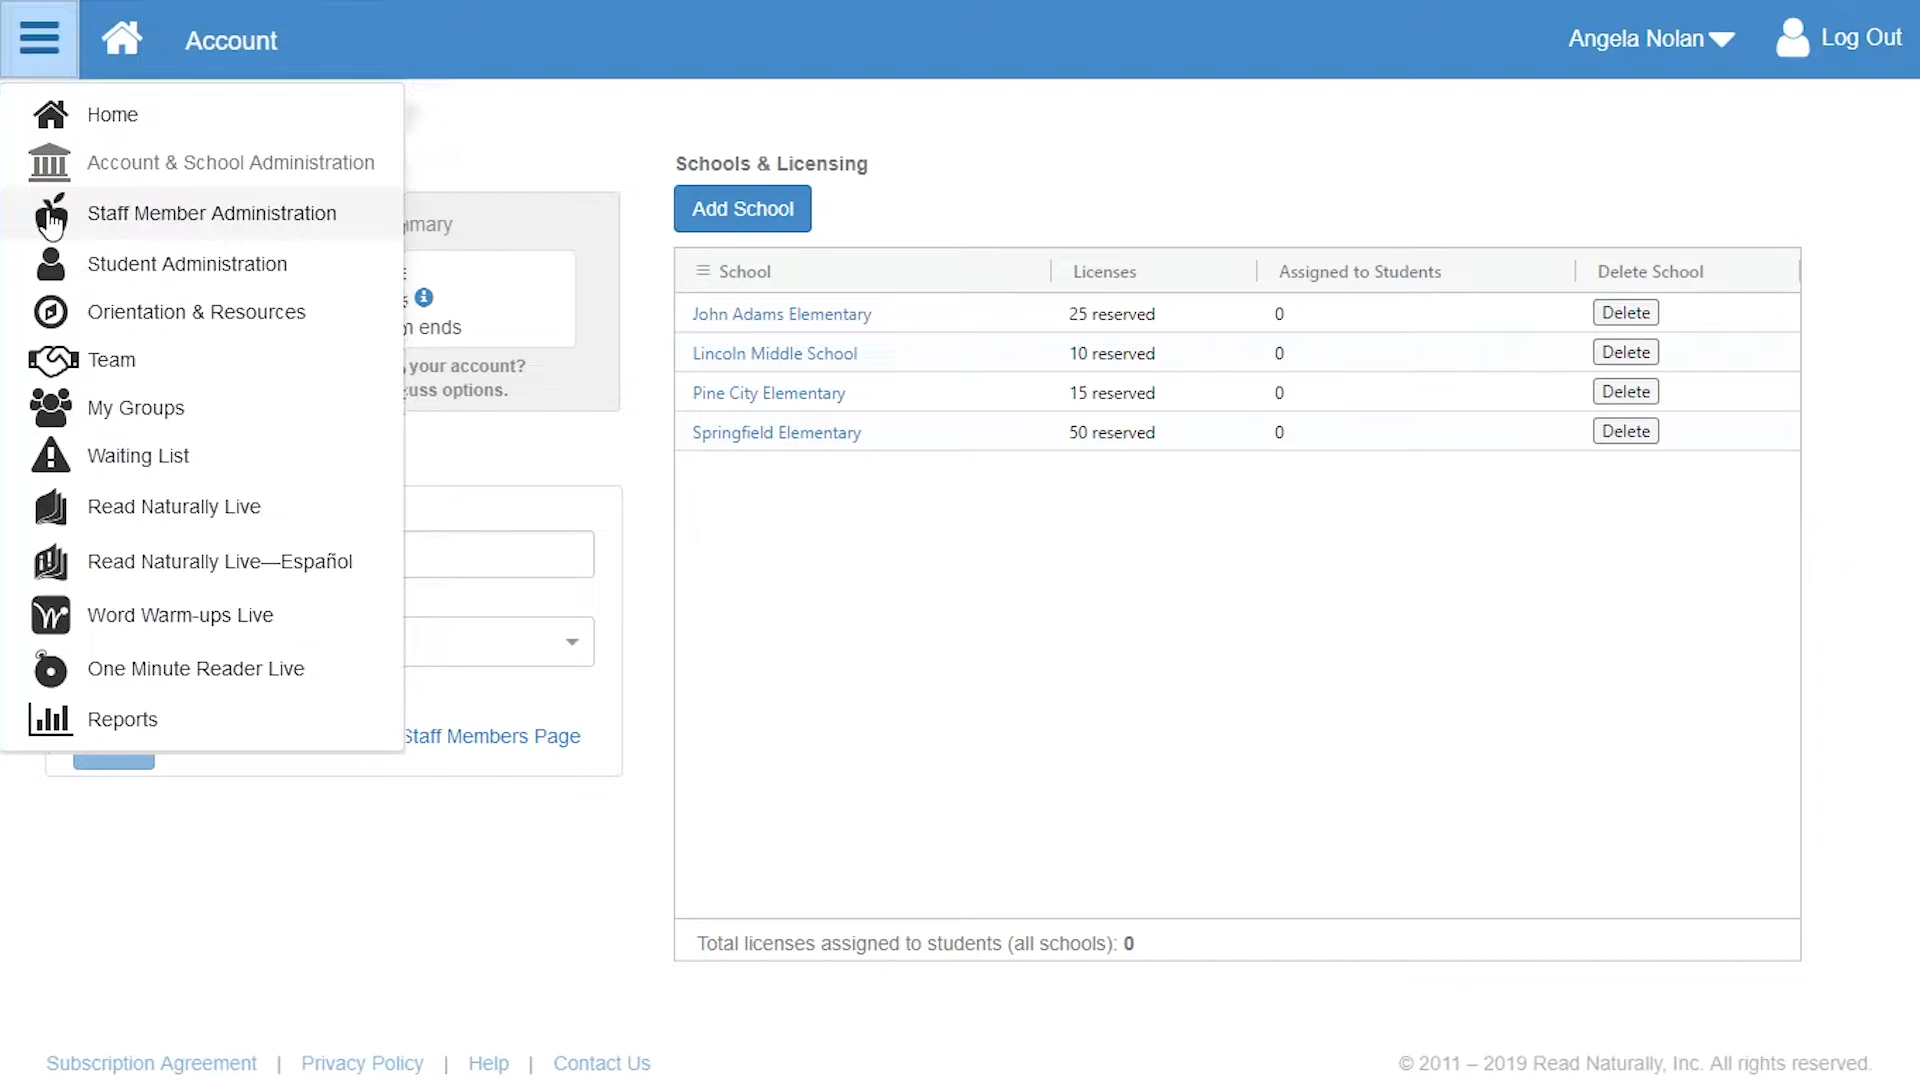 Account
Angela Nolan
Log Out
Home
Account & School Administration
Staff Member Administration
Student Administration
Orientation & Resources
Team
My Groups
Waiting List
Read Naturally Live
Read Naturally Live—Español
Word Warm-ups Live
One Minute Reader Live
Reports
ends
your account?
options.
Staff Members Page
Schools & Licensing
Add School
School Licenses Assigned to Students Delete School
John Adams Elementary 25 reserved 0 Delete
Lincoln Middle School 10 reserved 0 Delete
Pine City Elementary 15 reserved 0 Delete
Springfield Elementary 50 reserved 0 Delete
Total licenses assigned to students (all schools): 0
Subscription Agreement | Privacy Policy | Help | Contact Us
© 2011 – 2019 Read Naturally, Inc. All rights reserved.